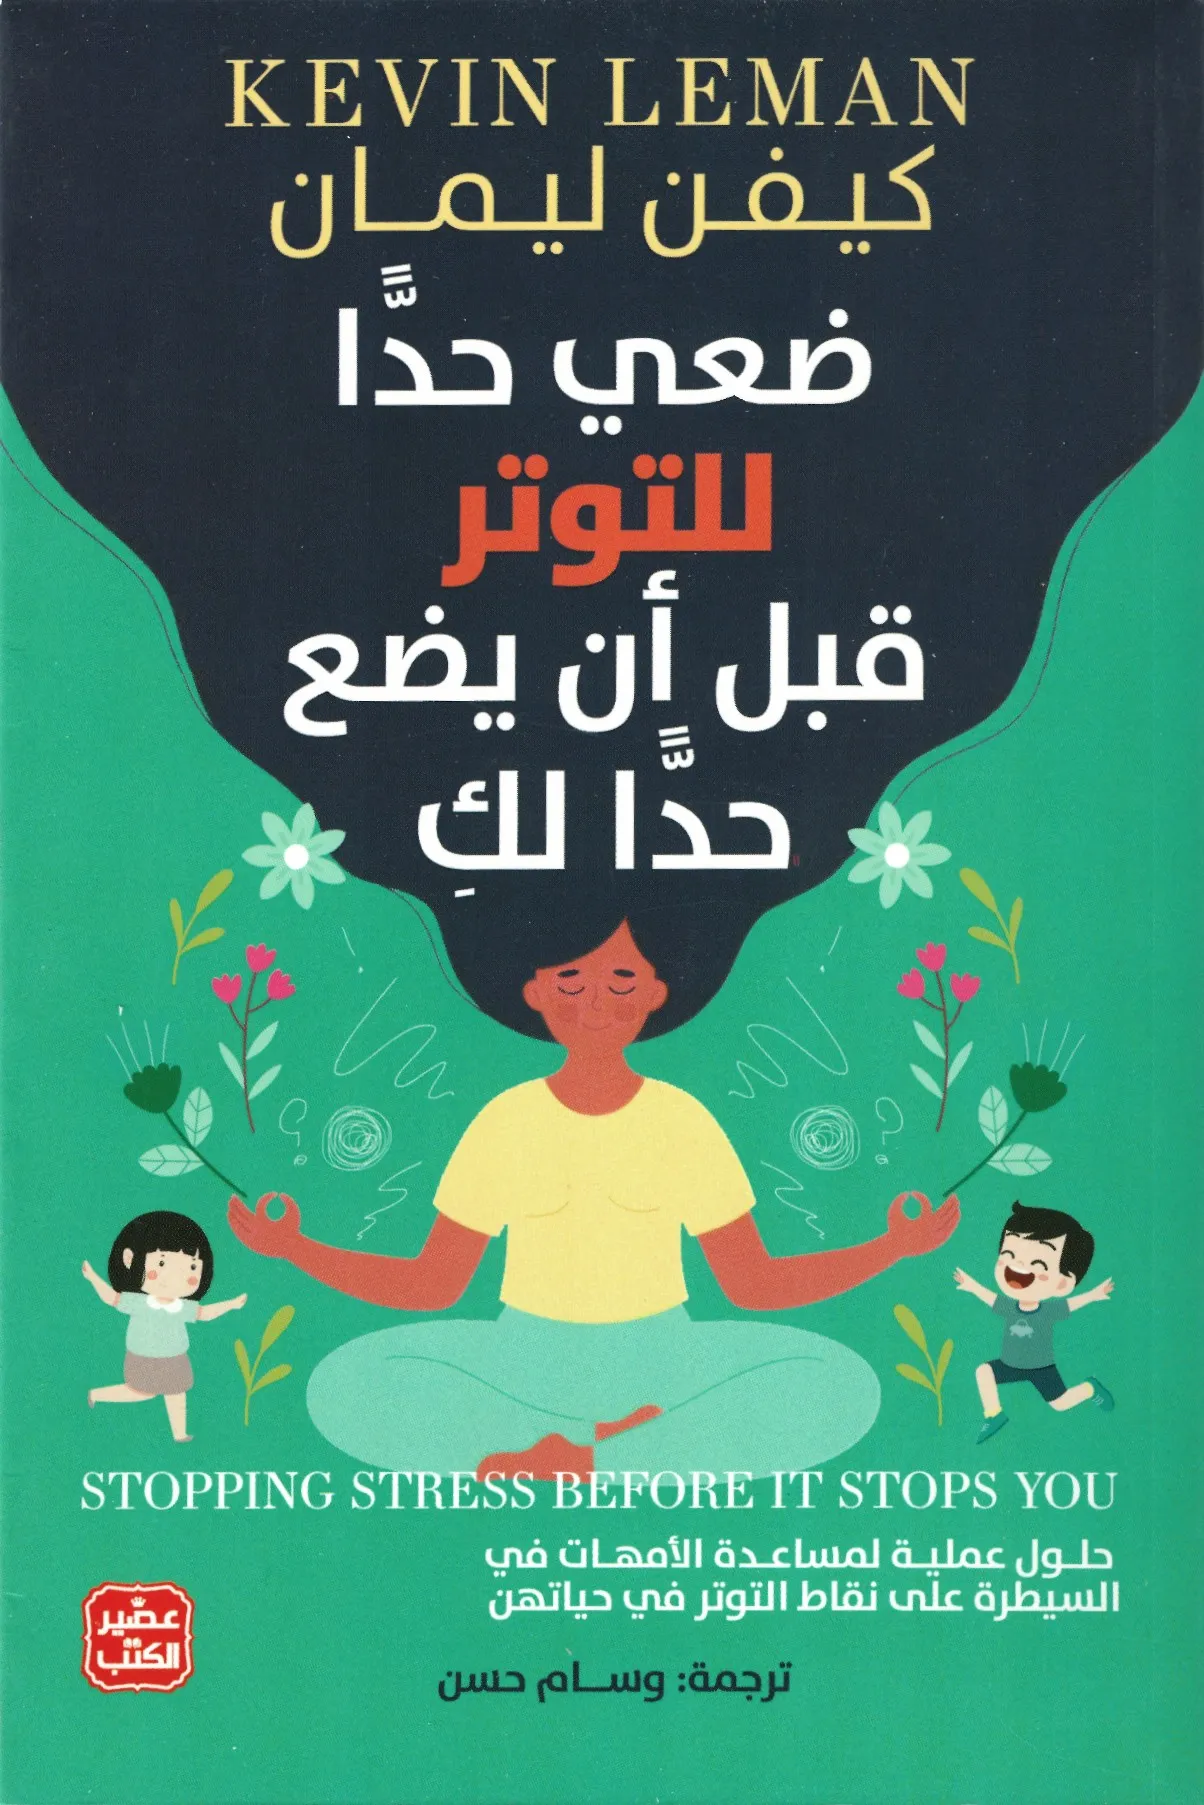 KEVIN LEMAN
كيفن ليمان
ضعي حدًّا
للتوتر
قبل أن يضع
حدًّا لكِ
STOPPING STRESS BEFORE IT STOPS YOU
حلول عملية لمساعدة الأمهات في
السيطرة على نقاط التوتر في حياتهن
عصير
الكتب
ترجمة: وسام حسن